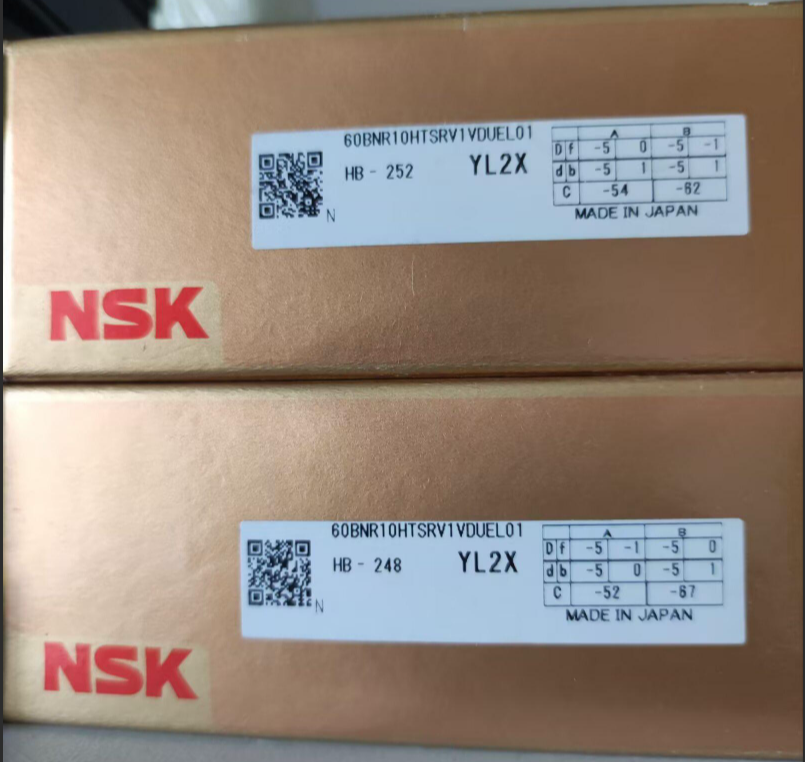 60BNR10HTSRV1VDUEL01
HB - 252 YL2X
N
A B
D f -5 0 -5 -1
d b -5 1 -5 1
C -54 -62
MADE IN JAPAN
NSK
60BNR10HTSRV1VDUEL01
HB - 248 YL2X
N
A B
D f -5 -1 -5 0
d b -5 0 -5 1
C -52 -67
MADE IN JAPAN
NSK